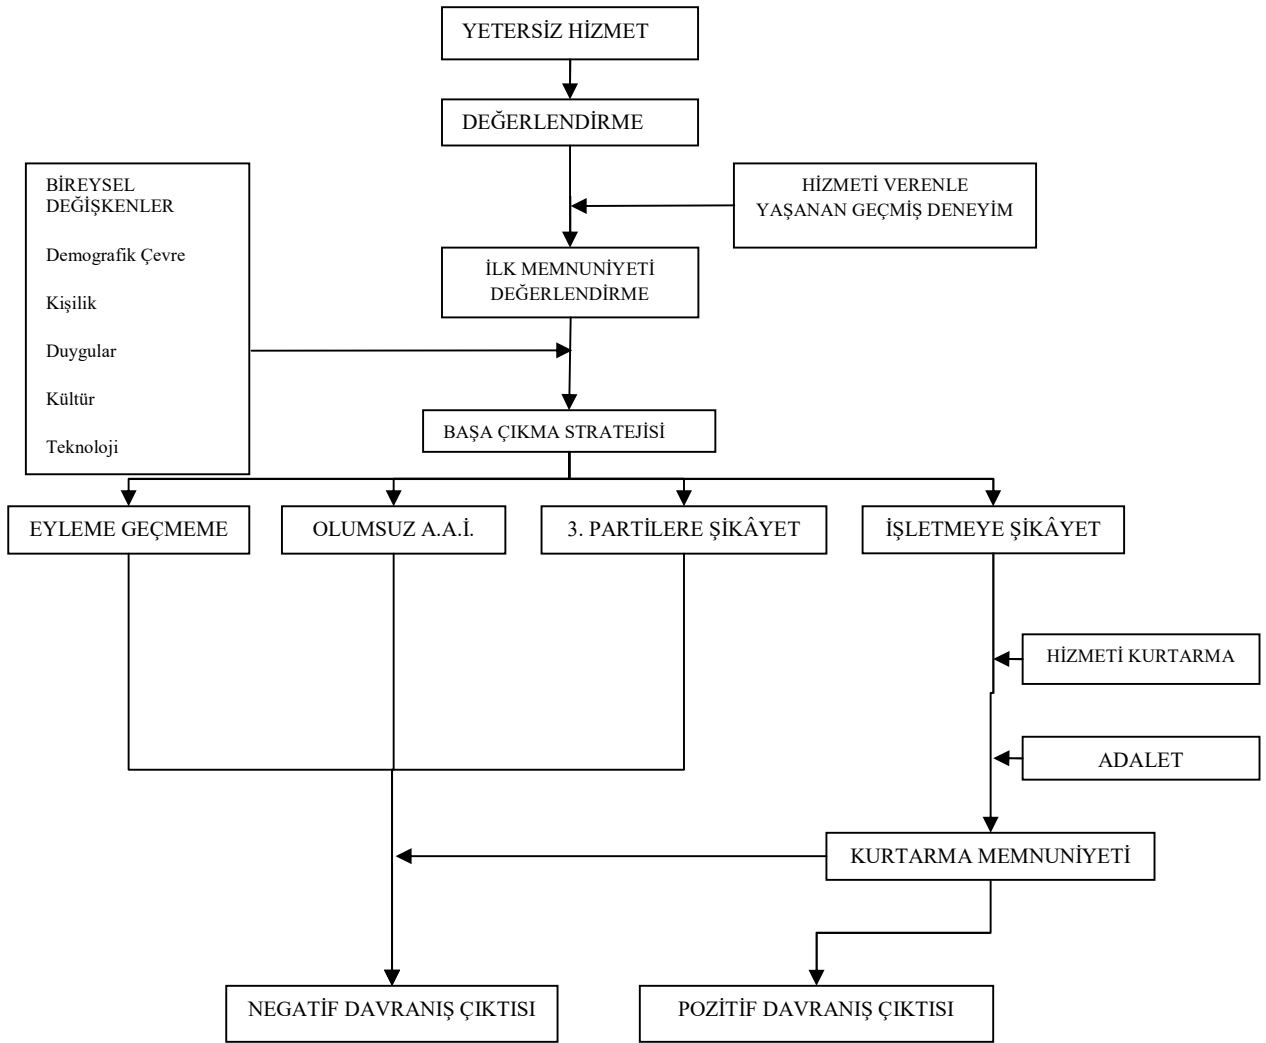 YETERSİZ HİZMET
DEĞERLENDİRME
BİREYSEL
DEĞİŞKENLER
Demografik Çevre
Kişilik
Duygular
Kültür
Teknoloji
HİZMETİ VERENLE
YAŞANAN GEÇMİŞ DENEYİM
İLK MEMNUNİYETİ
DEĞERLENDİRME
BAŞA ÇIKMA STRATEJİSİ
EYLEME GEÇMEME
OLUMSUZ A.A.İ.
3. PARTİLERE ŞİKÂYET
İŞLETMEYE ŞİKÂYET
HİZMETİ KURTARMA
ADALET
KURTARMA MEMNUNİYETİ
NEGATİF DAVRANIŞ ÇIKTISI
POZİTİF DAVRANIŞ ÇIKTISI